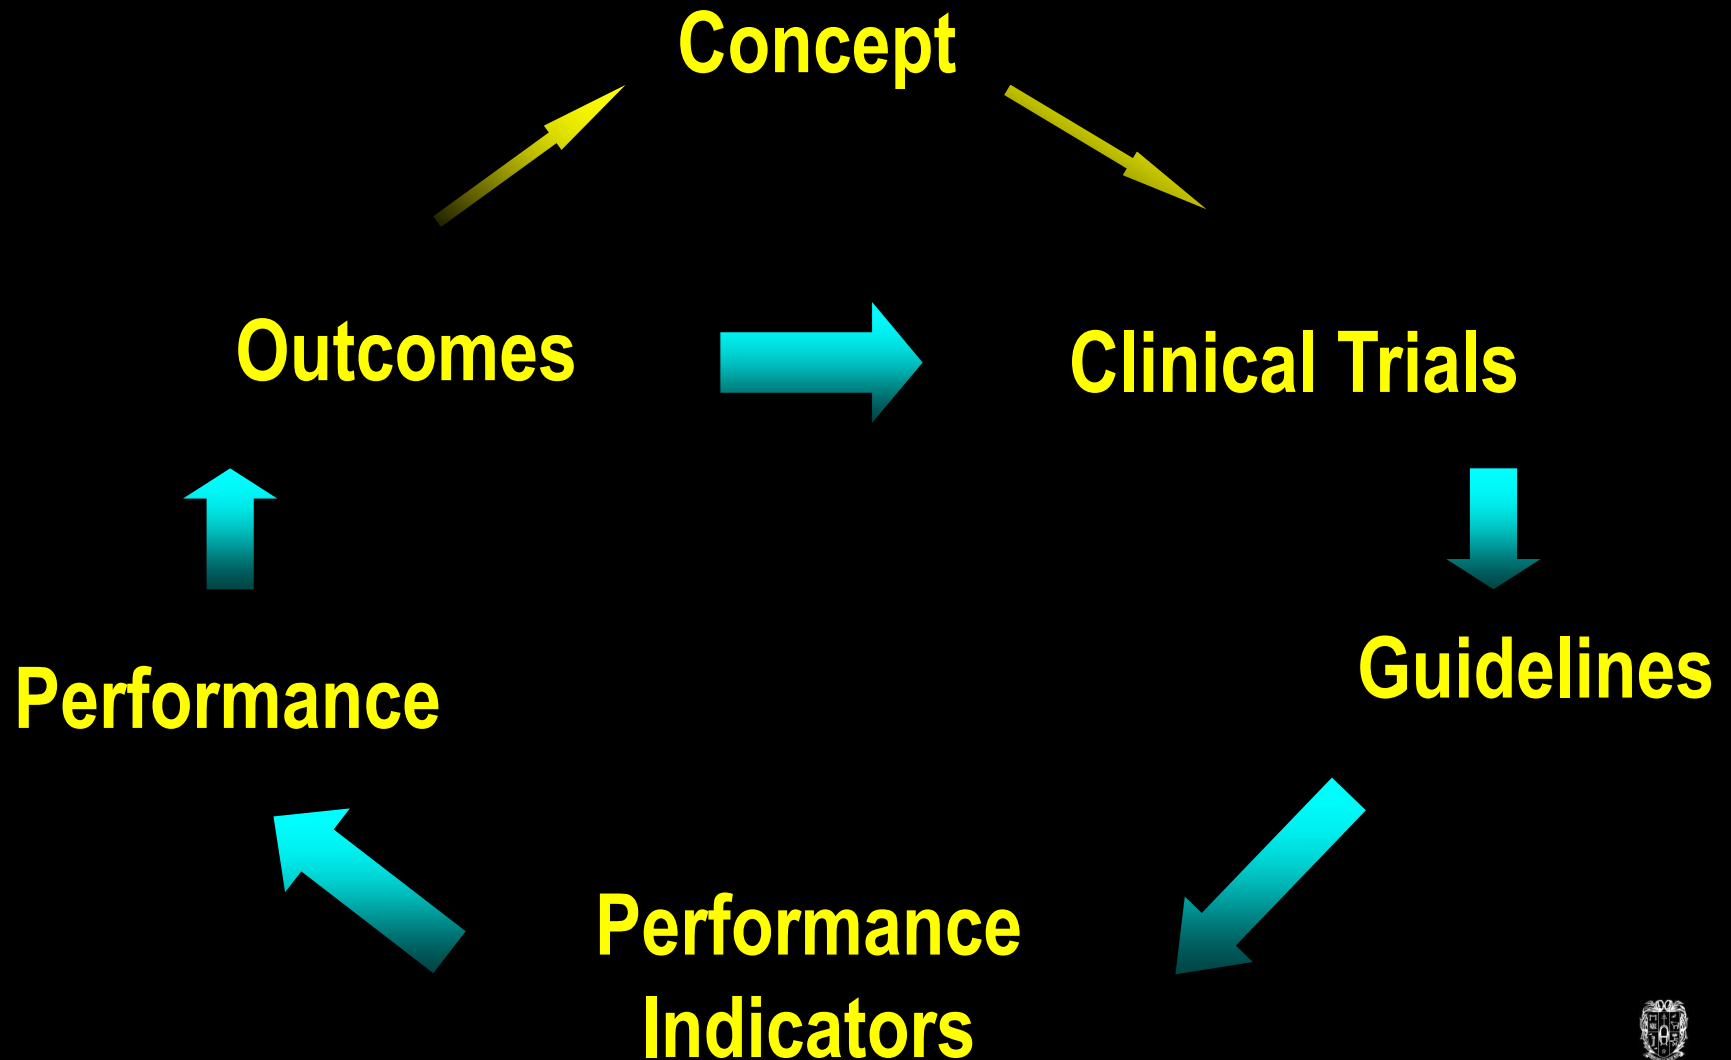 Concept
Outcomes
Clinical Trials
Guidelines
Performance
Performance
Indicators